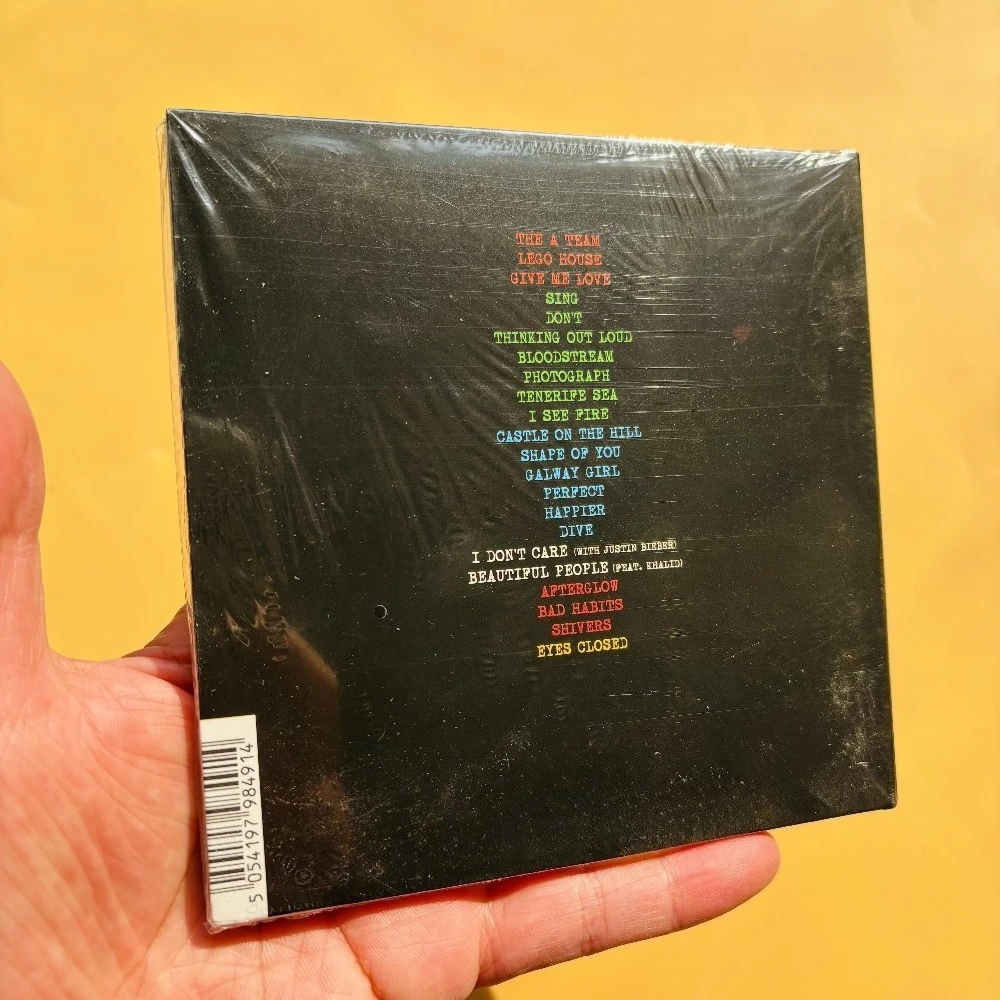 THE A TEAM
LEGO HOUSE
GIVE ME LOVE
SING
DON'T
THINKING OUT LOUD
BLOODSTREAM
PHOTOGRAPH
TENERIFE SEA
I SEE FIRE
CASTLE ON THE HILL
SHAPE OF YOU
GALWAY GIRL
PERFECT
HAPPIER
DIVE
I DON'T CARE (WITH JUSTIN BIEBER)
BEAUTIFUL PEOPLE (FEAT. KHALID)
AFTERGLOW
BAD HABITS
SHIVERS
EYES CLOSED
5 054197 984914